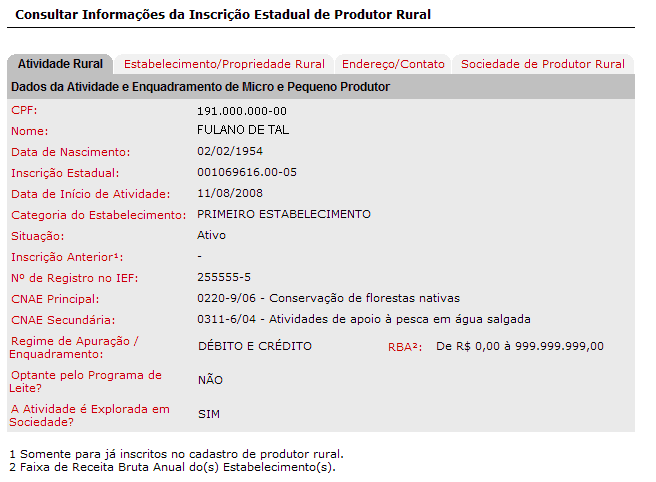 Consultar Informações da Inscrição Estadual de Produtor Rural
Atividade Rural Estabelecimento/Propriedade Rural Endereço/Contato Sociedade de Produtor Rural
Dados da Atividade e Enquadramento de Micro e Pequeno Produtor
CPF: 191.000.000-00
Nome: FULANO DE TAL
Data de Nascimento: 02/02/1954
Inscrição Estadual: 001069616.00-05
Data de Início de Atividade: 11/08/2008
Categoria do Estabelecimento: PRIMEIRO ESTABELECIMENTO
Situação: Ativo
Inscrição Anterior¹: -
Nº de Registro no IEF: 255555-5
CNAE Principal: 0220-9/06 - Conservação de florestas nativas
CNAE Secundária: 0311-6/04 - Atividades de apoio à pesca em água salgada
Regime de Apuração /
Enquadramento: DÉBITO E CRÉDITO RBA²: De R$ 0,00 à 999.999.999,00
Optante pelo Programa de
Leite? NÃO
A Atividade é Explorada em
Sociedade? SIM
1 Somente para já inscritos no cadastro de produtor rural.
2 Faixa de Receita Bruta Anual do(s) Estabelecimento(s).